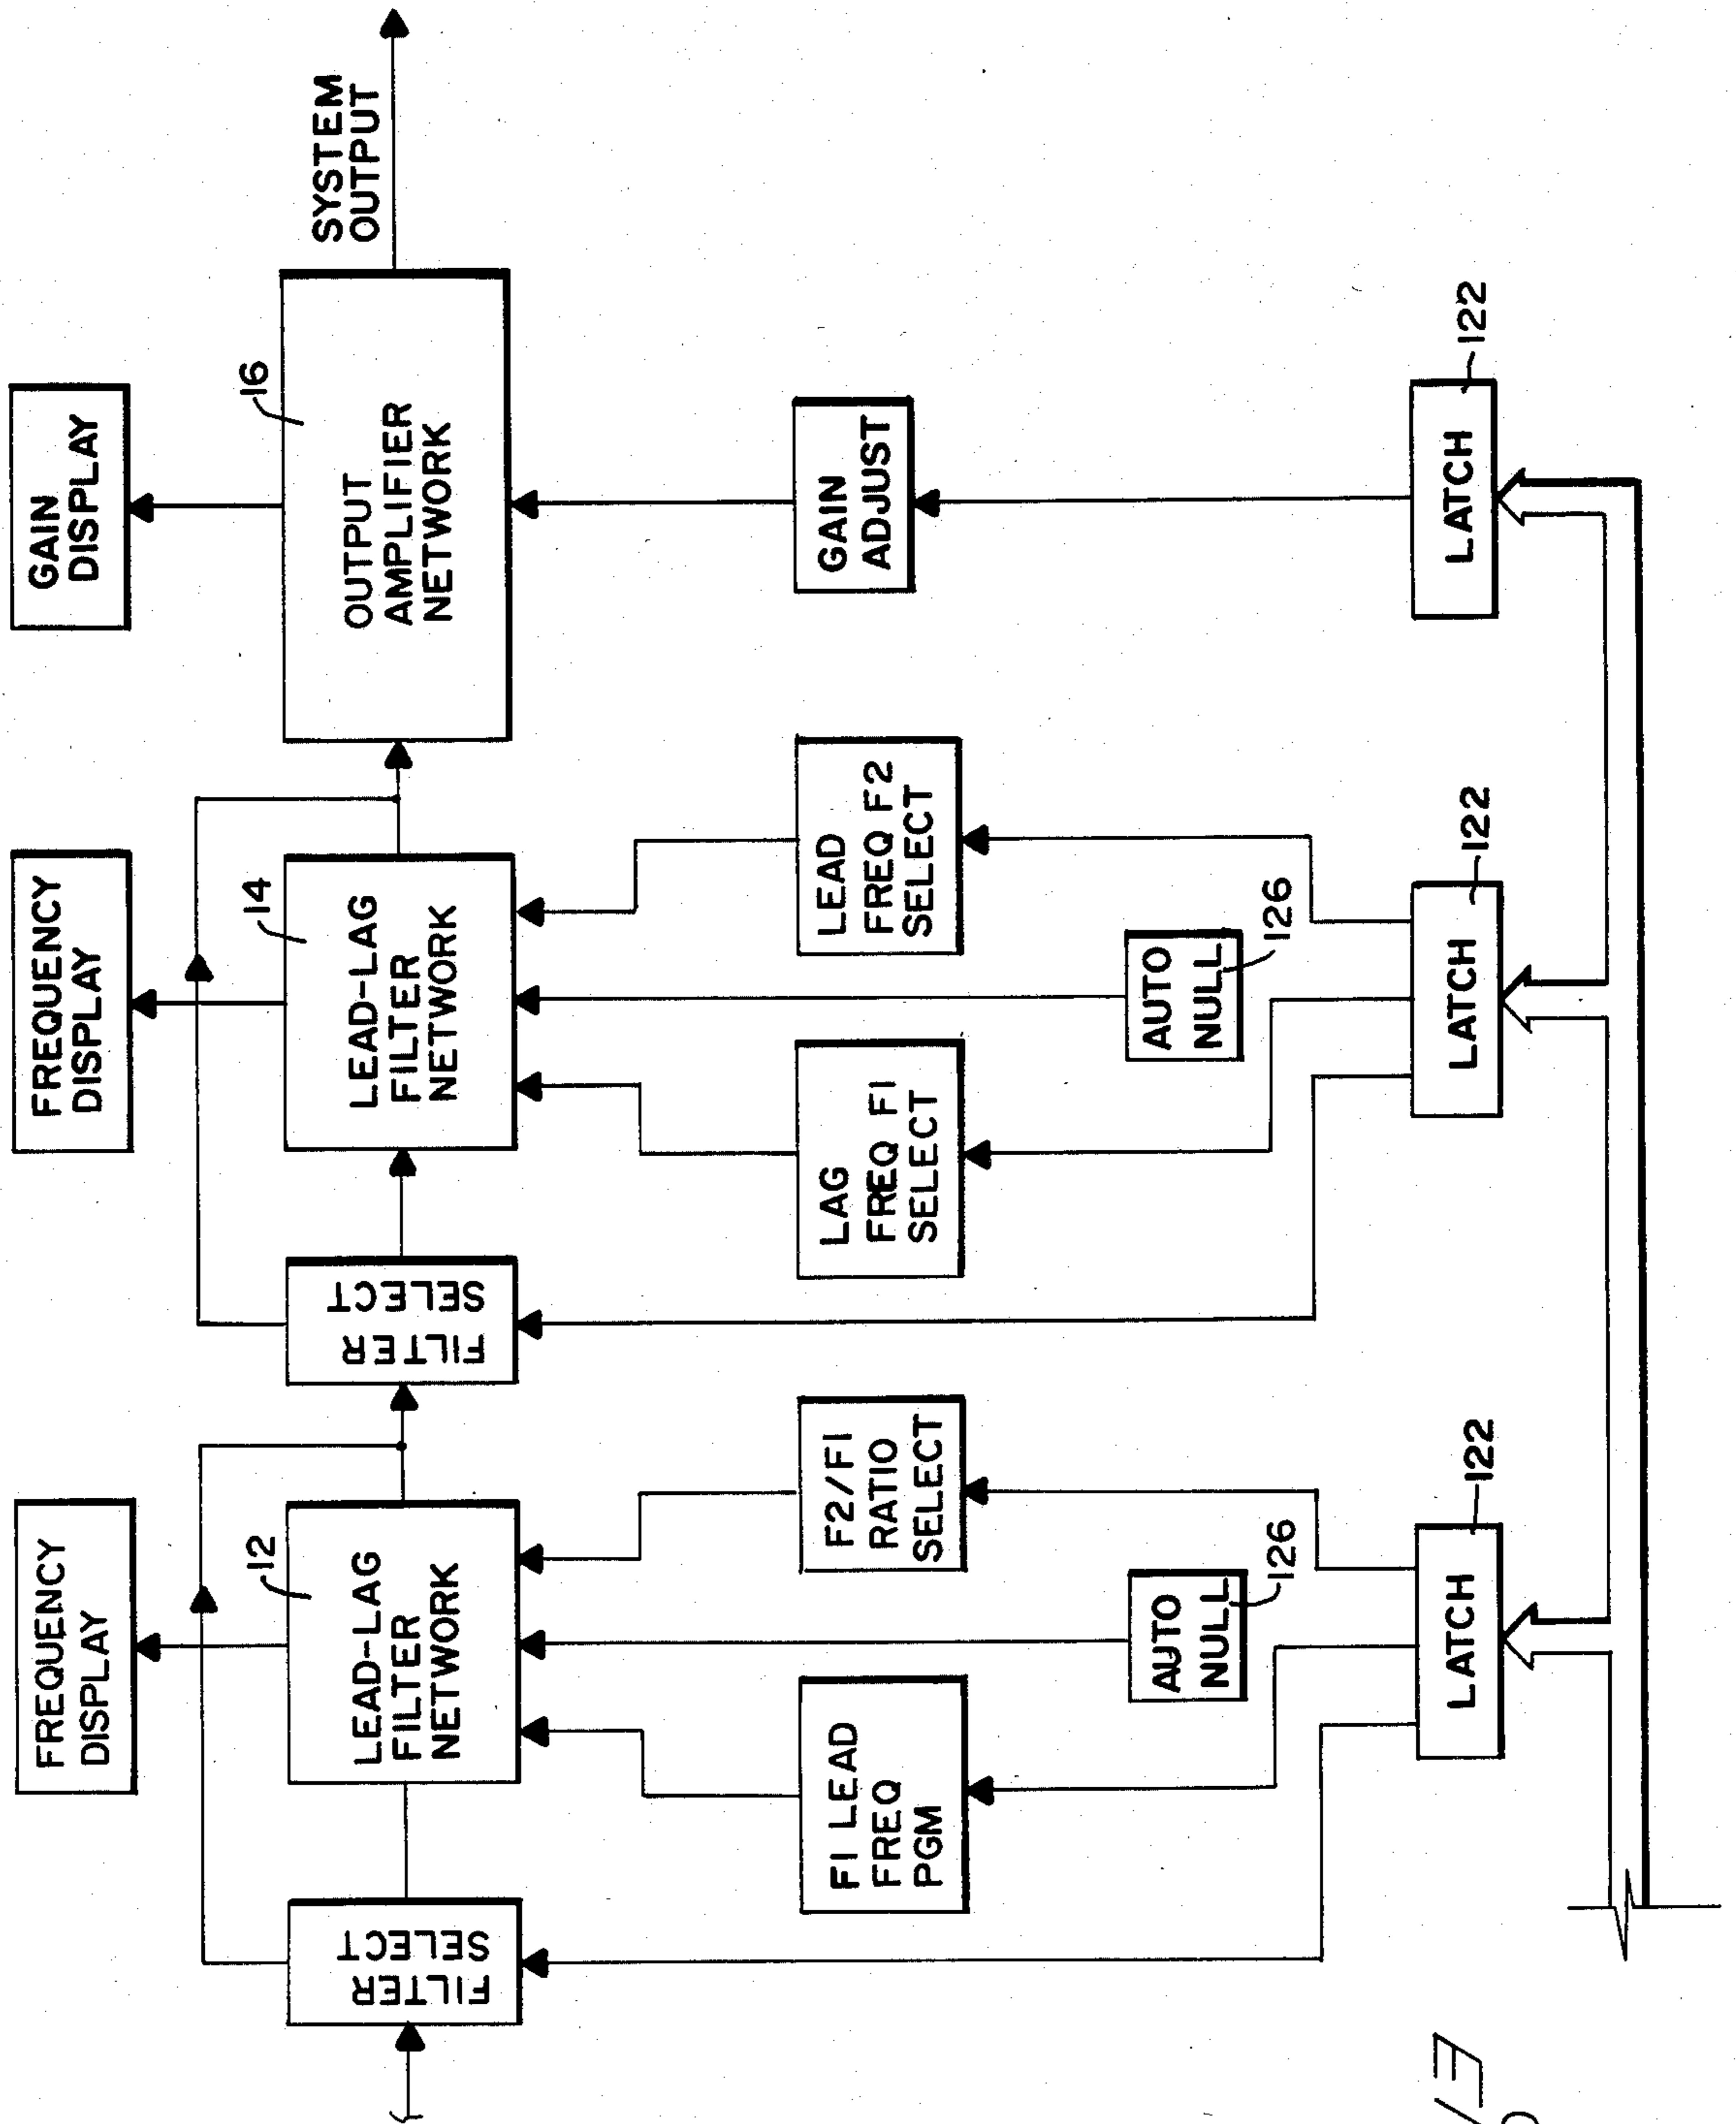 FREQUENCY
DISPLAY
FREQUENCY
DISPLAY
GAIN
DISPLAY
FILTER
SELECT
12
LEAD-LAG
FILTER
NETWORK
FILTER
SELECT
14
LEAD-LAG
FILTER
NETWORK
16
OUTPUT
AMPLIFIER
NETWORK
SYSTEM
OUTPUT
F1 LEAD
FREQ
PGM
F2/F1
RATIO
SELECT
LAG
FREQ F1
SELECT
LEAD
FREQ F2
SELECT
GAIN
ADJUST
AUTO
NULL
126
AUTO
NULL
126
LATCH
122
LATCH
122
LATCH
122